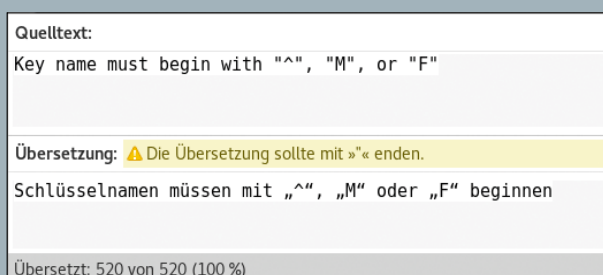 Quelltext:
Key name must begin with "^", "M", or "F"
Übersetzung: Die Übersetzung sollte mit »"« enden.
Schlüsselnamen müssen mit „^“, „M“ oder „F“ beginnen
Übersetzt: 520 von 520 (100 %)